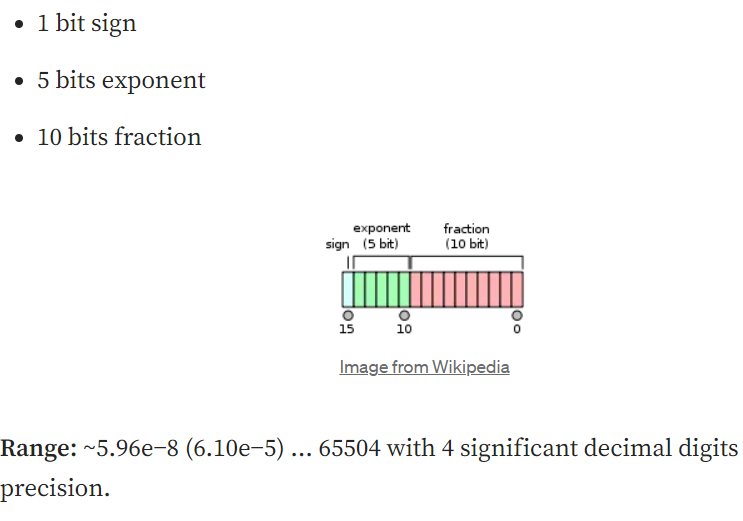 • 1 bit sign
• 5 bits exponent
• 10 bits fraction
exponent fraction
sign (5 bit) (10 bit)
15 10 0
Image from Wikipedia
Range: ~5.96e−8 (6.10e−5) … 65504 with 4 significant decimal digits
precision.